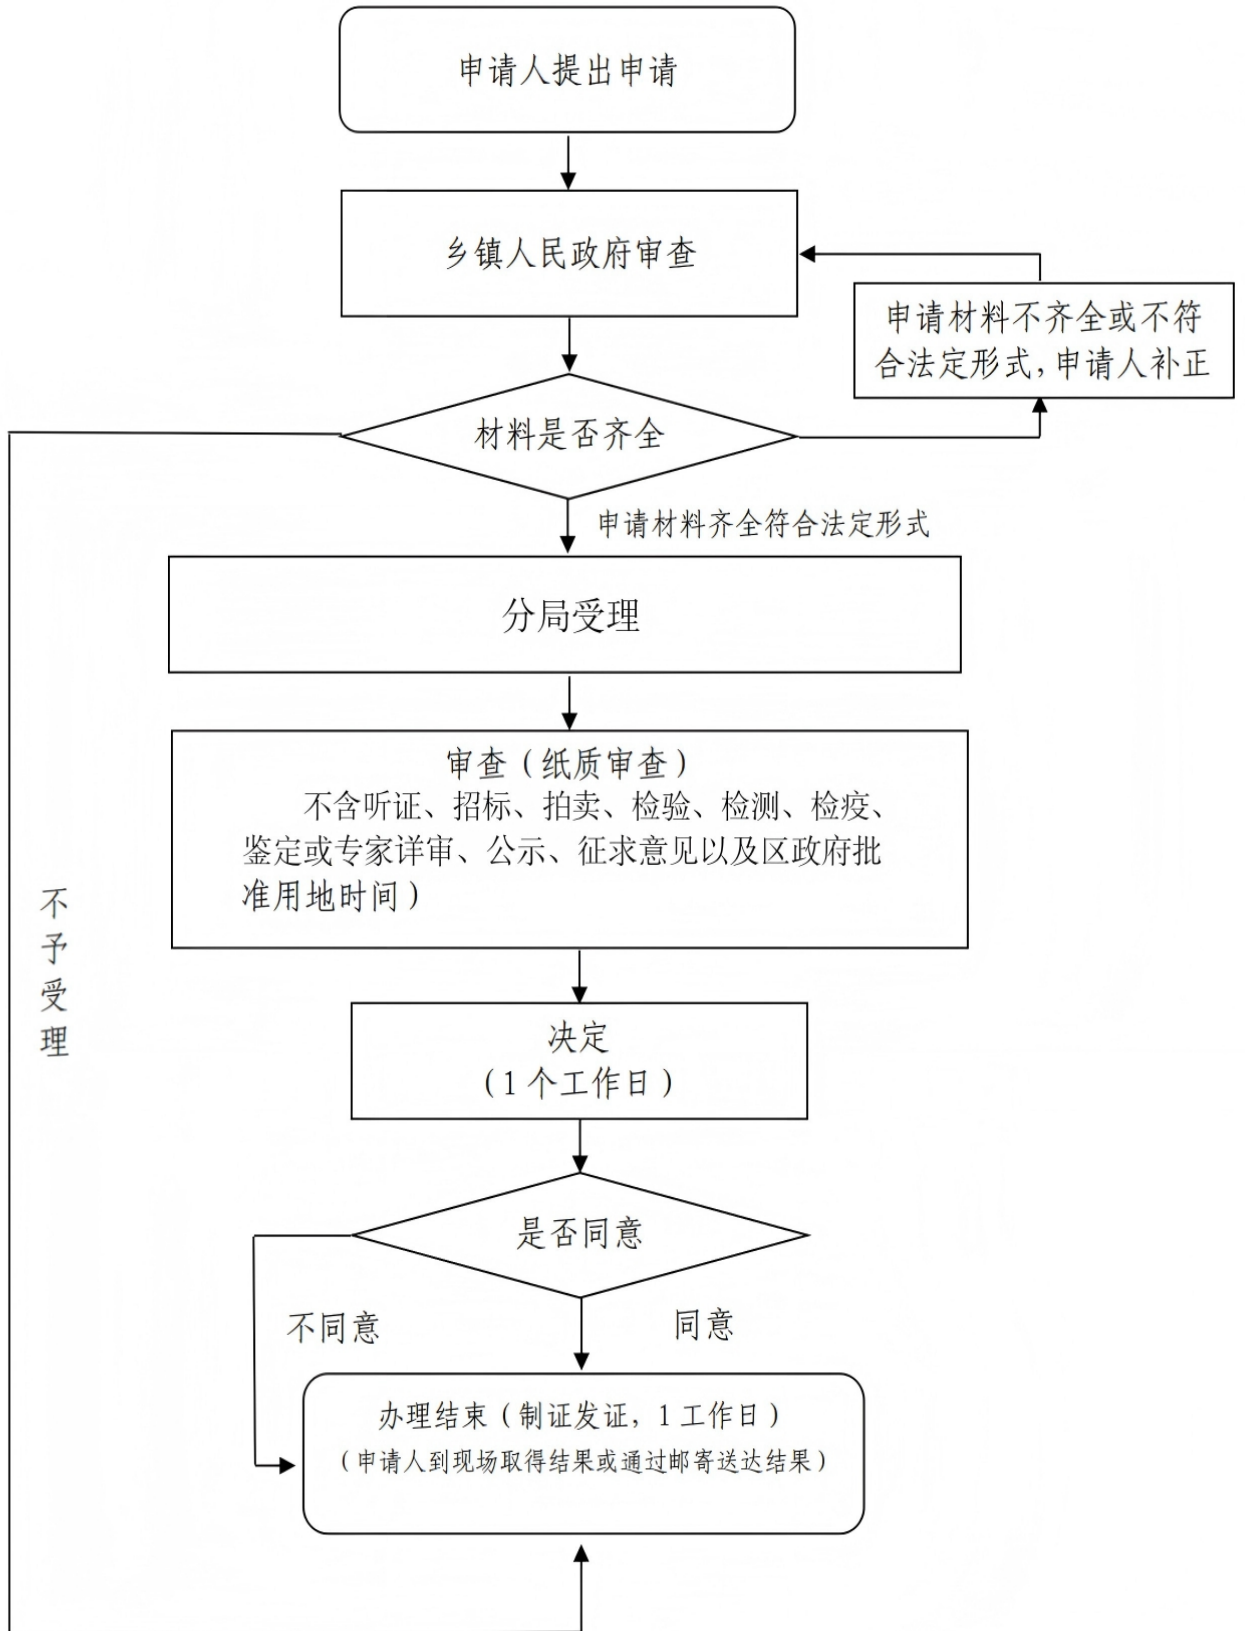 申请人提出申请
乡镇人民政府审查
申请材料不齐全或不符
合法定形式,申请人补正
材料是否齐全
申请材料齐全符合法定形式
分局受理
审查（纸质审查）
不含听证、招标、拍卖、检验、检测、检疫、
鉴定或专家详审、公示、征求意见以及区政府批
准用地时间）
不
予
受
理
决定
（1 个工作日）
是否同意
不同意
同意
办理结束（制证发证，1 工作日）
（申请人到现场取得结果或通过邮寄送达结果）